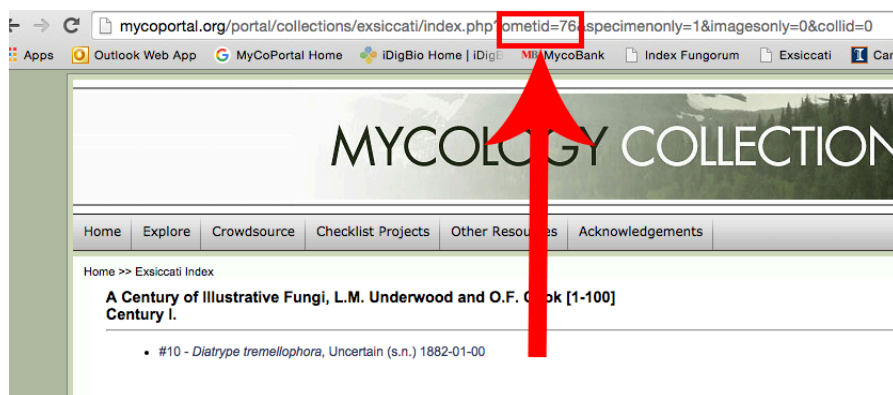 mycoportal.org/portal/collections/exsiccati/index.php?ometid=76&specimenonly=1&imagesonly=0&collid=0
Apps Outlook Web App MyCoPortal Home iDigBio Home | iDigB MB MycoBank Index Fungorum Exsiccati Can
MYCOLOGY COLLECTION
Home Explore Crowdsource Checklist Projects Other Resources Acknowledgements
Home >> Exsiccati Index
A Century of Illustrative Fungi, L.M. Underwood and O.F. Cook [1-100]
Century I.
• #10 - Diatrype tremellophora, Uncertain (s.n.) 1882-01-00